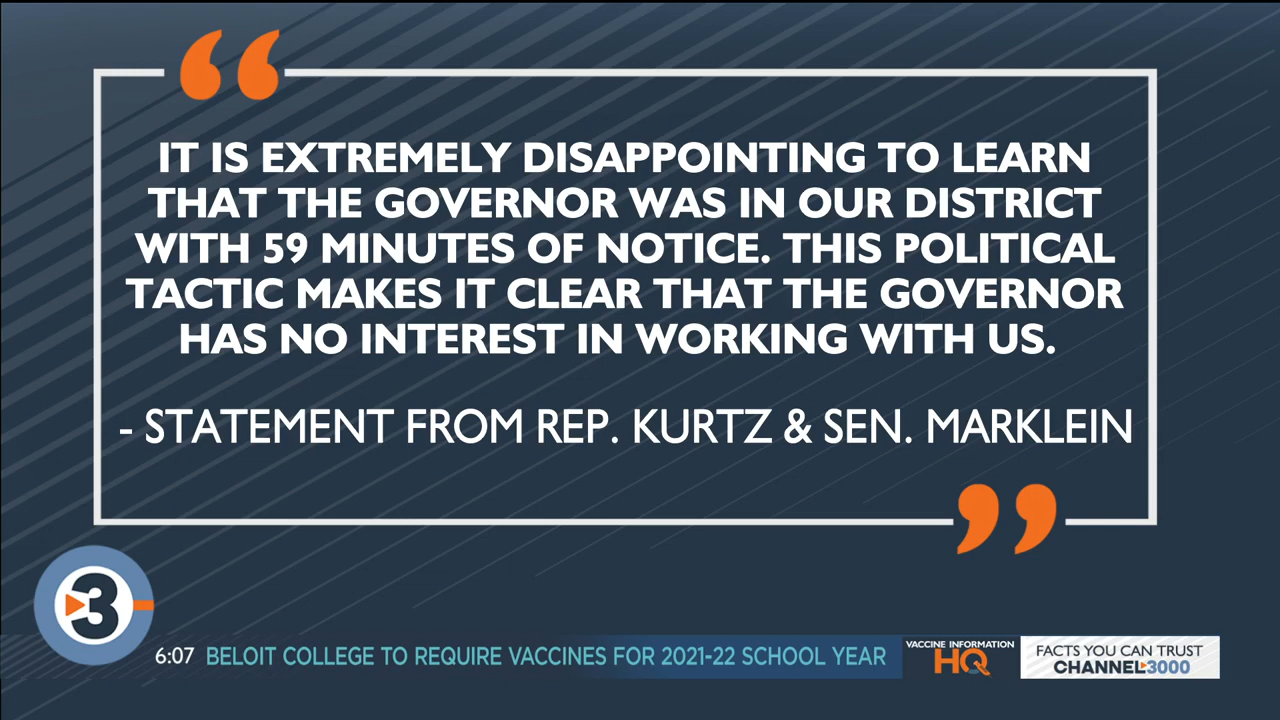 IT IS EXTREMELY DISAPPOINTING TO LEARN
THAT THE GOVERNOR WAS IN OUR DISTRICT
WITH 59 MINUTES OF NOTICE. THIS POLITICAL
TACTIC MAKES IT CLEAR THAT THE GOVERNOR
HAS NO INTEREST IN WORKING WITH US.
- STATEMENT FROM REP. KURTZ & SEN. MARKLEIN
3
6:07 BELOIT COLLEGE TO REQUIRE VACCINES FOR 2021-22 SCHOOL YEAR
VACCINE INFORMATION
HQ
FACTS YOU CAN TRUST
CHANNEL3000